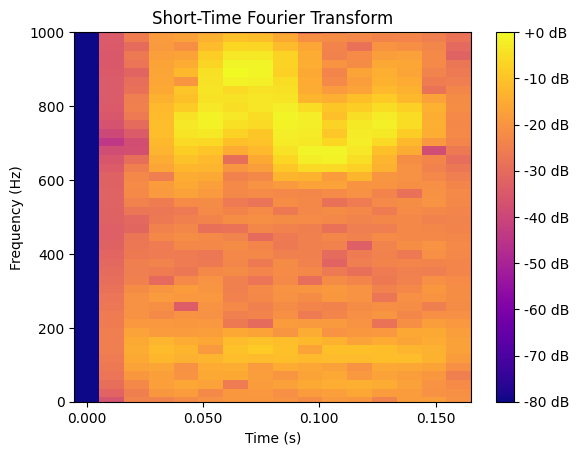 Short-Time Fourier Transform
1000
800
600
400
200
0
Frequency (Hz)
0.000
0.050
0.100
0.150
Time (s)
+0 dB
-10 dB
-20 dB
-30 dB
-40 dB
-50 dB
-60 dB
-70 dB
-80 dB